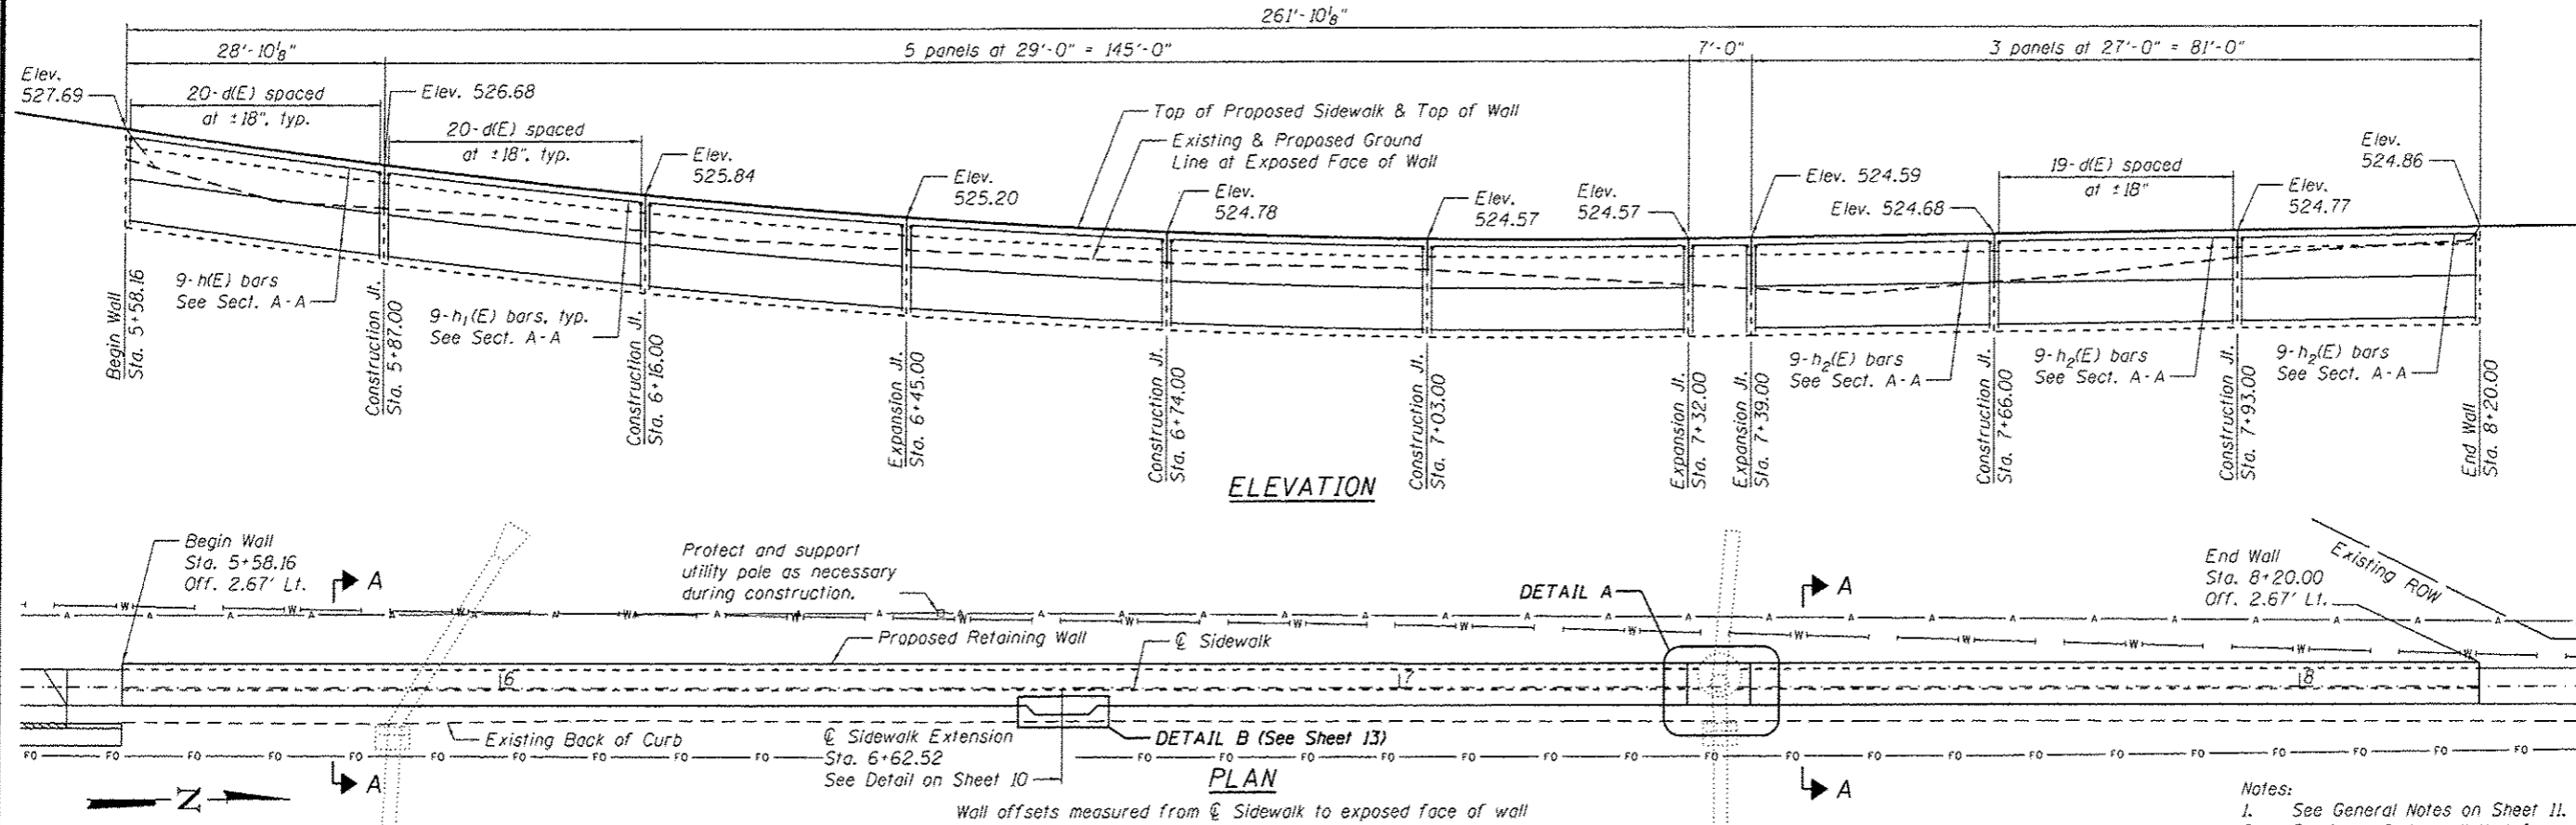 261'-10⅛"
28'-10⅛"
5 panels at 29'-0" = 145'-0"
7'-0"
3 panels at 27'-0" = 81'-0"
Elev.
527.69
20-d(E) spaced
at ±18", typ.
Elev. 526.68
20-d(E) spaced
at ±18", typ.
Elev.
525.84
Top of Proposed Sidewalk & Top of Wall
Existing & Proposed Ground
Line at Exposed Face of Wall
Elev.
525.20
Elev.
524.78
Elev.
524.57
Elev.
524.57
Elev. 524.59
Elev. 524.68
19-d(E) spaced
at ±18"
Elev.
524.77
Elev.
524.86
9-h(E) bars
See Sect. A-A
9-h₁(E) bars, typ.
See Sect. A-A
9-h₂(E) bars
See Sect. A-A
9-h₂(E) bars
See Sect. A-A
9-h₂(E) bars
See Sect. A-A
Begin Wall
Sta. 5+58.16
Construction Jt.
Sta. 5+87.00
Construction Jt.
Sta. 6+16.00
Expansion Jt.
Sta. 6+45.00
Construction Jt.
Sta. 6+74.00
Construction Jt.
Sta. 7+03.00
Expansion Jt.
Sta. 7+32.00
Expansion Jt.
Sta. 7+39.00
Construction Jt.
Sta. 7+66.00
Construction Jt.
Sta. 7+93.00
End Wall
Sta. 8+20.00
ELEVATION
Begin Wall
Sta. 5+58.16
Off. 2.67' Lt.
A
Protect and support
utility pole as necessary
during construction.
DETAIL A
A
End Wall
Sta. 8+20.00
Off. 2.67' Lt.
Existing ROW
Proposed Retaining Wall
℄ Sidewalk
6
7
8
Existing Back of Curb
℄ Sidewalk Extension
Sta. 6+62.52
See Detail on Sheet 10
DETAIL B (See Sheet 13)
A
A
N
PLAN
Wall offsets measured from ℄ Sidewalk to exposed face of wall
Notes:
1. See General Notes on Sheet 11.